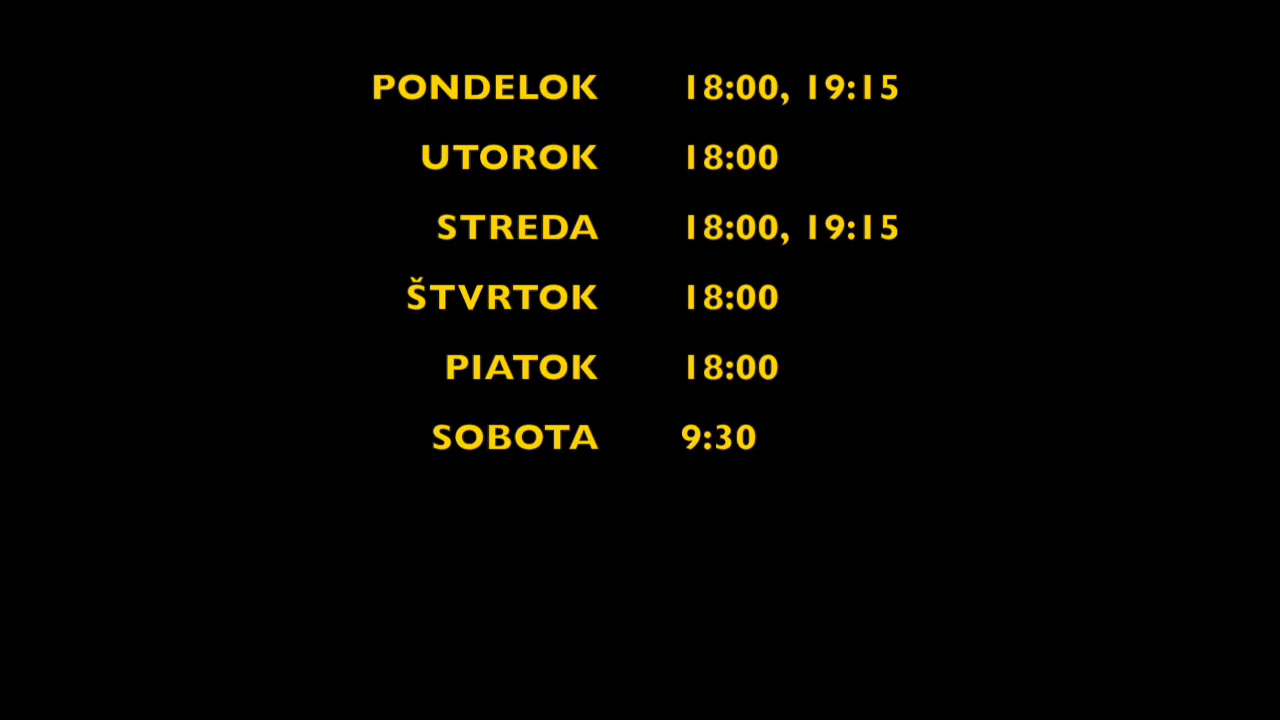 PONDELOK 18:00, 19:15
UTOROK 18:00
STREDA 18:00, 19:15
ŠTVRTOK 18:00
PIATOK 18:00
SOBOTA 9:30